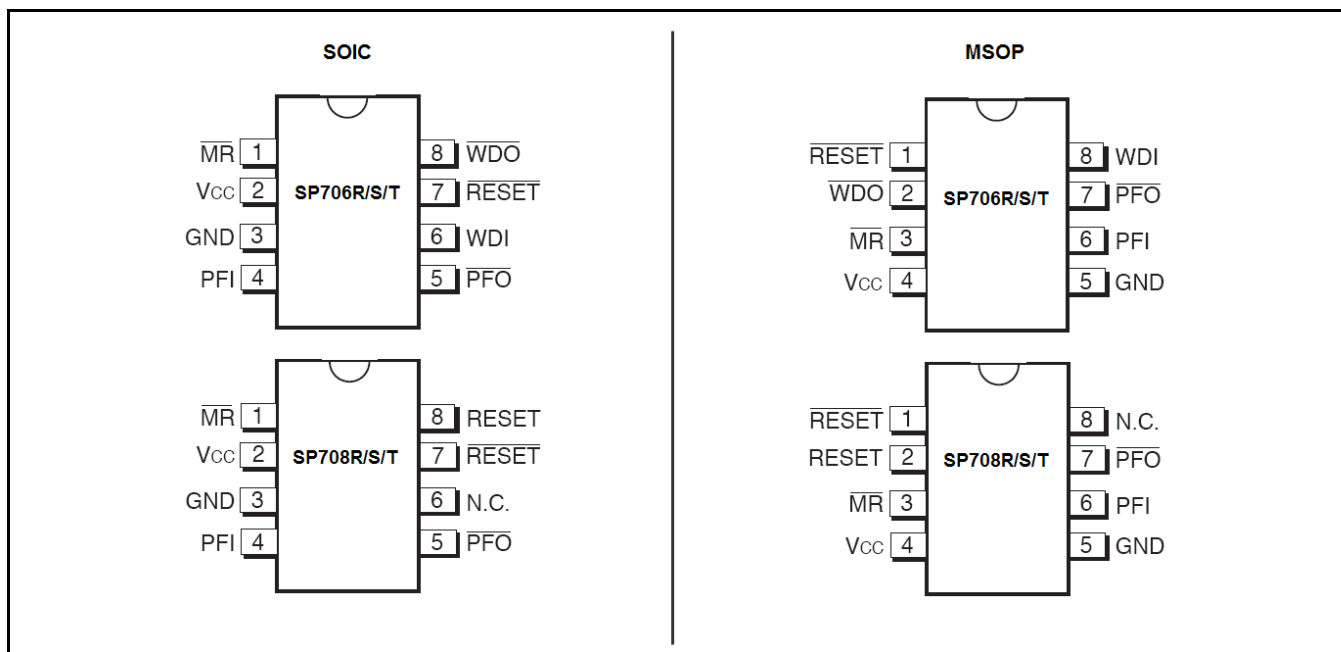 SOIC
MR 1
8 WDO
VCC 2
SP706R/S/T
7 RESET
GND 3
6 WDI
PFI 4
5 PFO
MR 1
8 RESET
VCC 2
SP708R/S/T
7 RESET
GND 3
6 N.C.
PFI 4
5 PFO
MSOP
RESET 1
8 WDI
WDO 2
SP706R/S/T
7 PFO
MR 3
6 PFI
VCC 4
5 GND
RESET 1
8 N.C.
RESET 2
SP708R/S/T
7 PFO
MR 3
6 PFI
VCC 4
5 GND